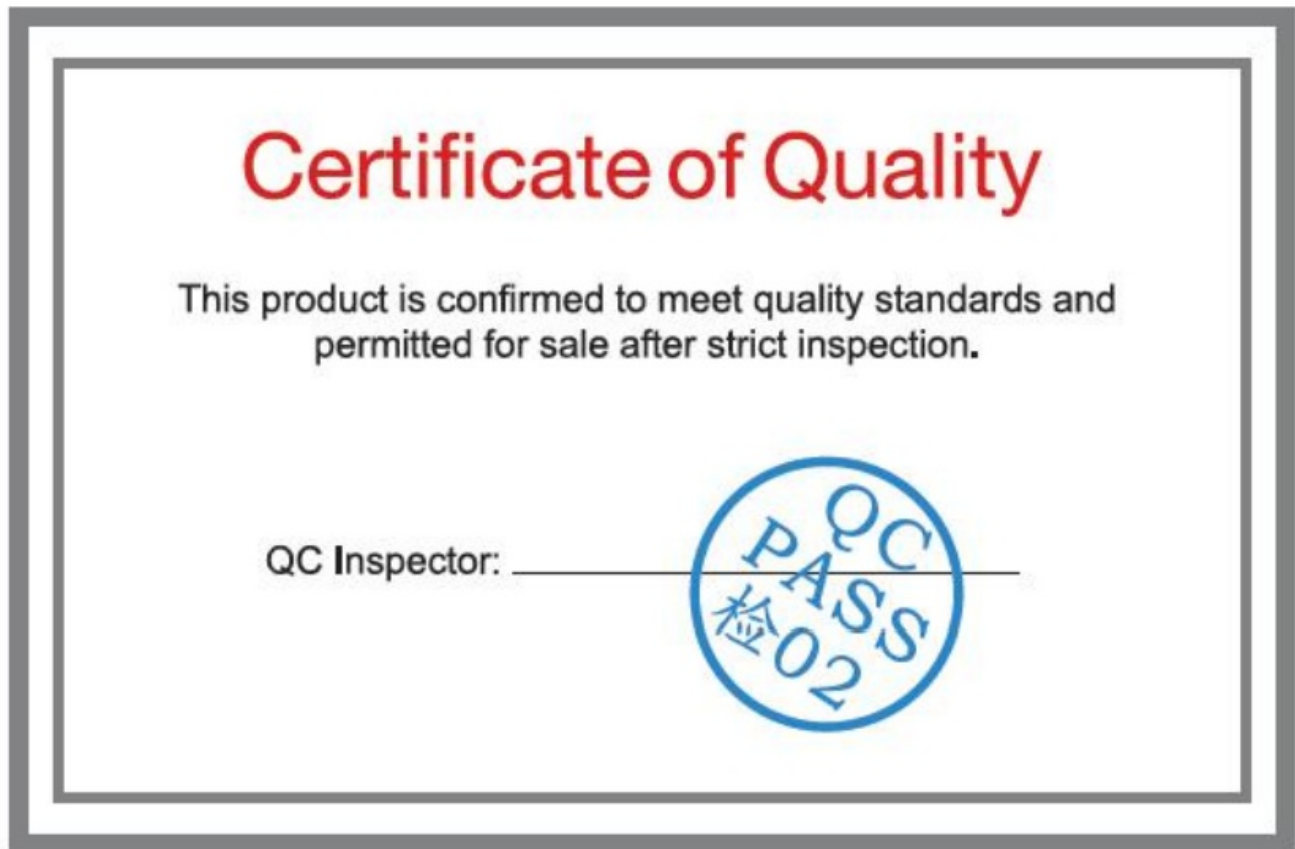 Certificate of Quality
This product is confirmed to meet quality standards and
permitted for sale after strict inspection.
QC Inspector:
QC
PASS
检02